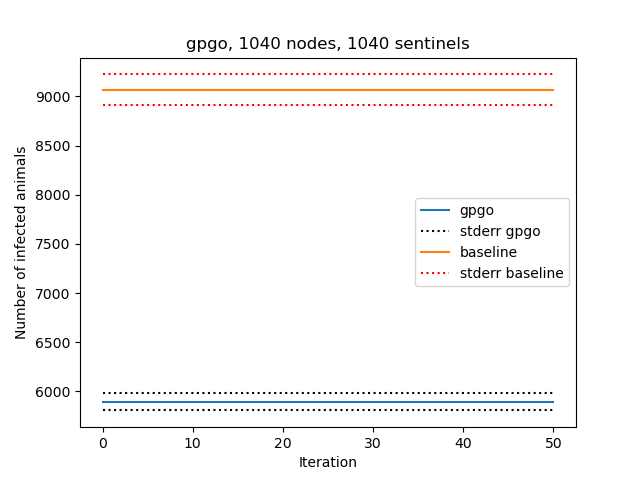 gpgo, 1040 nodes, 1040 sentinels
Number of infected animals
9000
8500
8000
7500
7000
6500
6000
gpgo
stderr gpgo
baseline
stderr baseline
0 10 20 30 40 50
Iteration